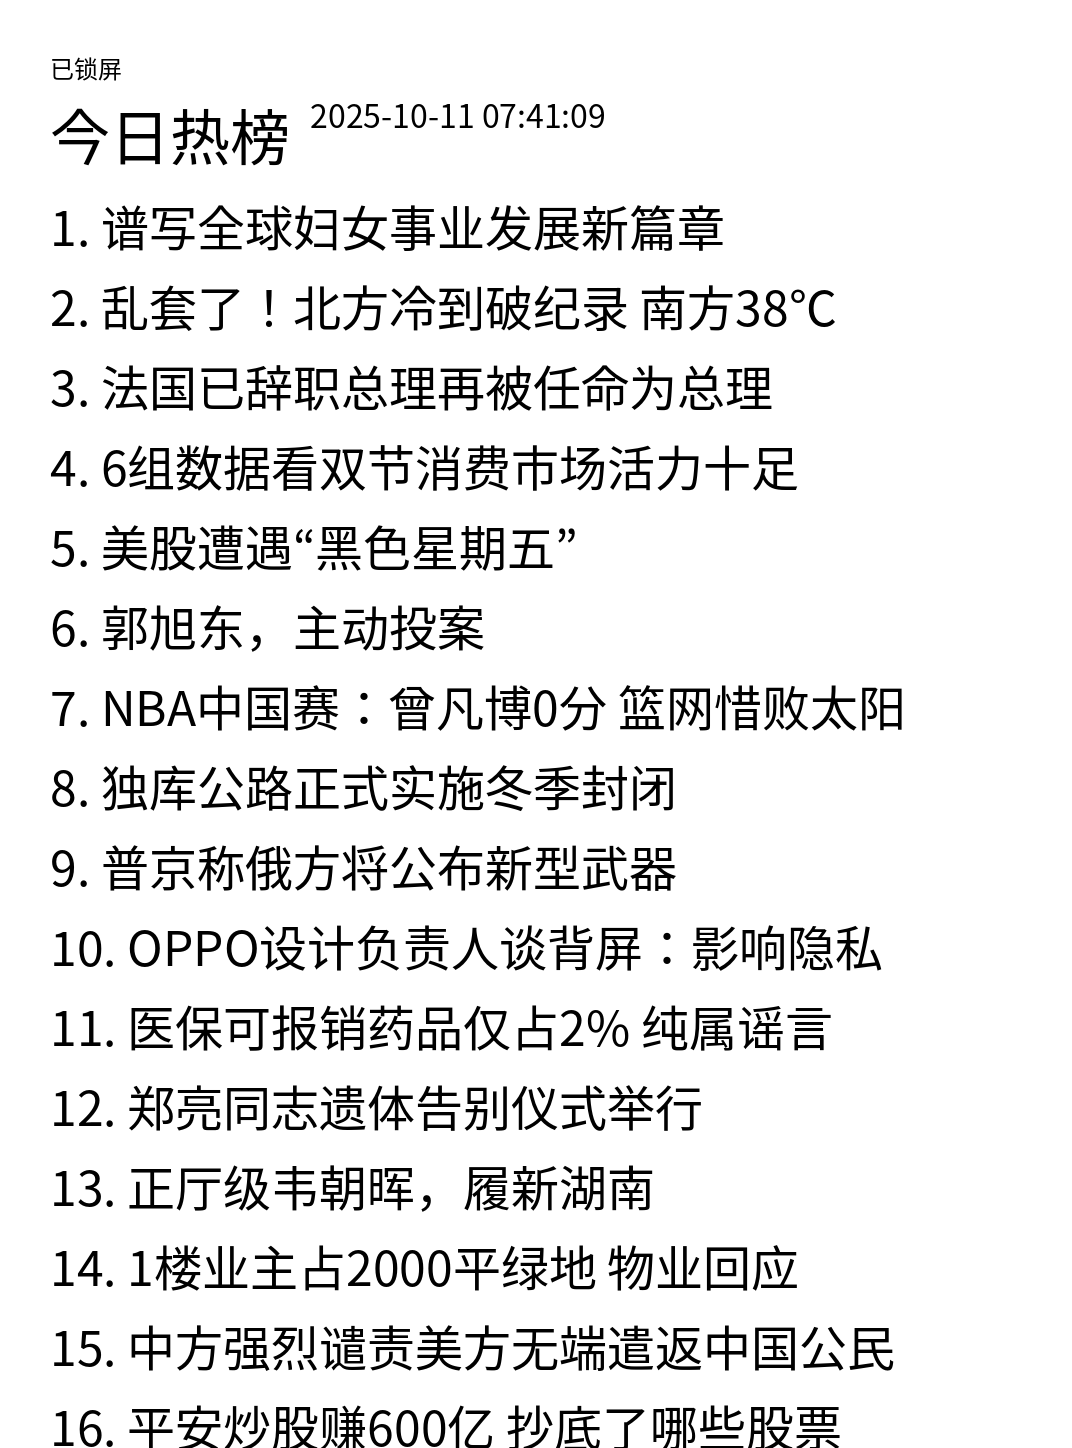 已锁屏
今日热榜 2025-10-11 07:41:09
1. 谱写全球妇女事业发展新篇章
2. 乱套了！北方冷到破纪录 南方38℃
3. 法国已辞职总理再被任命为总理
4. 6组数据看双节消费市场活力十足
5. 美股遭遇“黑色星期五”
6. 郭旭东，主动投案
7. NBA中国赛：曾凡博0分 篮网惜败太阳
8. 独库公路正式实施冬季封闭
9. 普京称俄方将公布新型武器
10. OPPO设计负责人谈背屏：影响隐私
11. 医保可报销药品仅占2% 纯属谣言
12. 郑亮同志遗体告别仪式举行
13. 正厅级韦朝晖，履新湖南
14. 1楼业主占2000平绿地 物业回应
15. 中方强烈谴责美方无端遣返中国公民
16. 平安炒股赚600亿 抄底了哪些股票